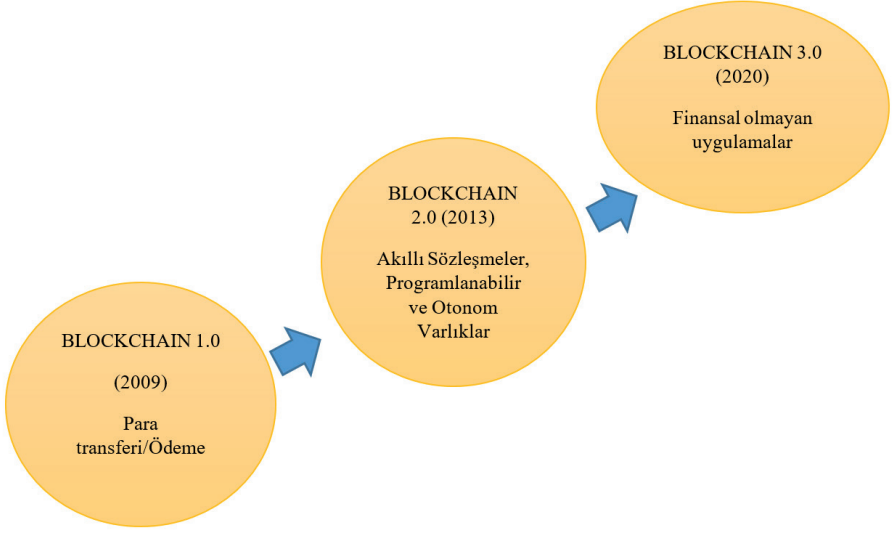 BLOCKCHAIN 3.0
(2020)
Finansal olmayan
uygulamalar
BLOCKCHAIN
2.0 (2013)
Akıllı Sözleşmeler,
Programlanabilir
ve Otonom
Varlıklar
BLOCKCHAIN 1.0
(2009)
Para
transferi/Ödeme